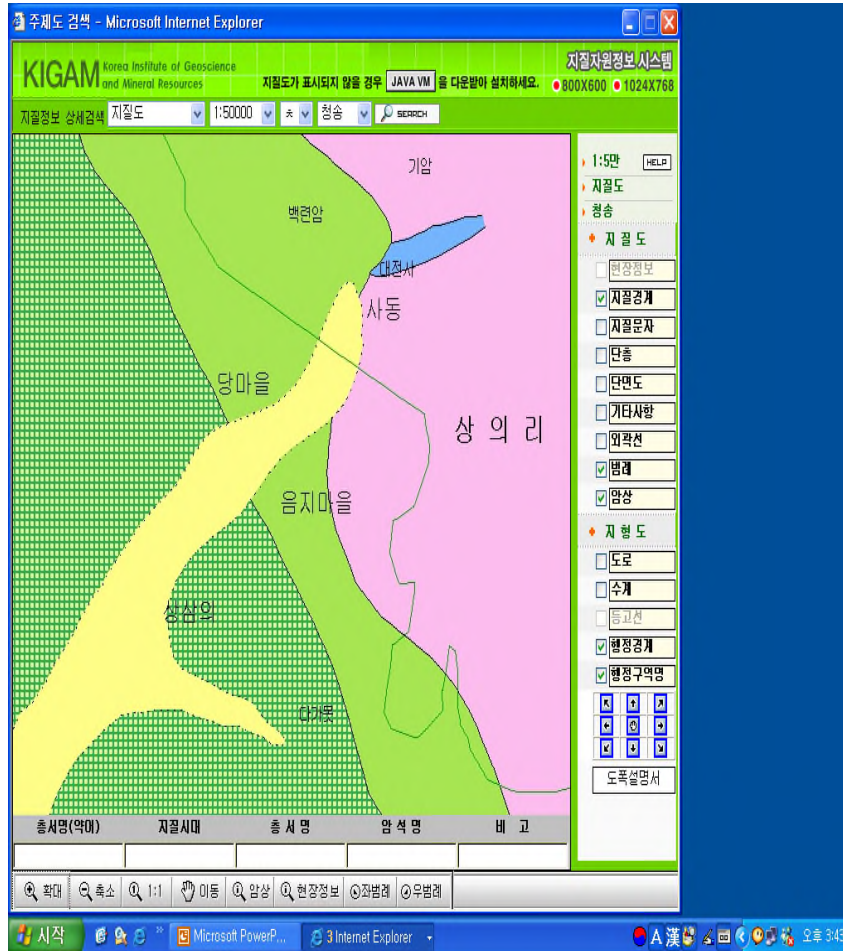 주제도 검색 - Microsoft Internet Explorer
KIGAM Korea Institute of Geoscience and Mineral Resources
지질도가 표시되지 않을 경우 JAVA VM 을 다운받아 설치하세요.
지질자원정보 시스템
800X600 1024X768
지질정보 상세검색 지질도 1:50000 ㅊ 청송 SEARCH
기암
백련암
대전사
사동
당마을
상 의 리
음지마을
상삼의
다가못
1:5만 HELP
지질도
청송
지 질 도
현장정보
지질경계
지질문자
단층
단면도
기타사항
외곽선
범례
암상
지 형 도
도로
수계
등고선
행정경계
행정구역명
도폭설명서
층서명(약어) 지질시대 층 서 명 암 석 명 비 고
확대 축소 1:1 이동 암상 현장정보 좌범례 우범례
시작 Microsoft PowerP... 3 Internet Explorer A 漢 오후 3:43